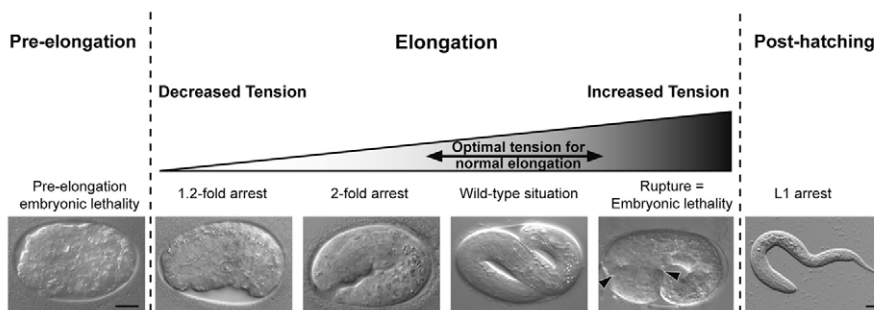 Pre-elongation
Elongation
Post-hatching
Decreased Tension
Increased Tension
Optimal tension for
normal elongation
Pre-elongation
embryonic lethality
1.2-fold arrest
2-fold arrest
Wild-type situation
Rupture =
Embryonic lethality
L1 arrest